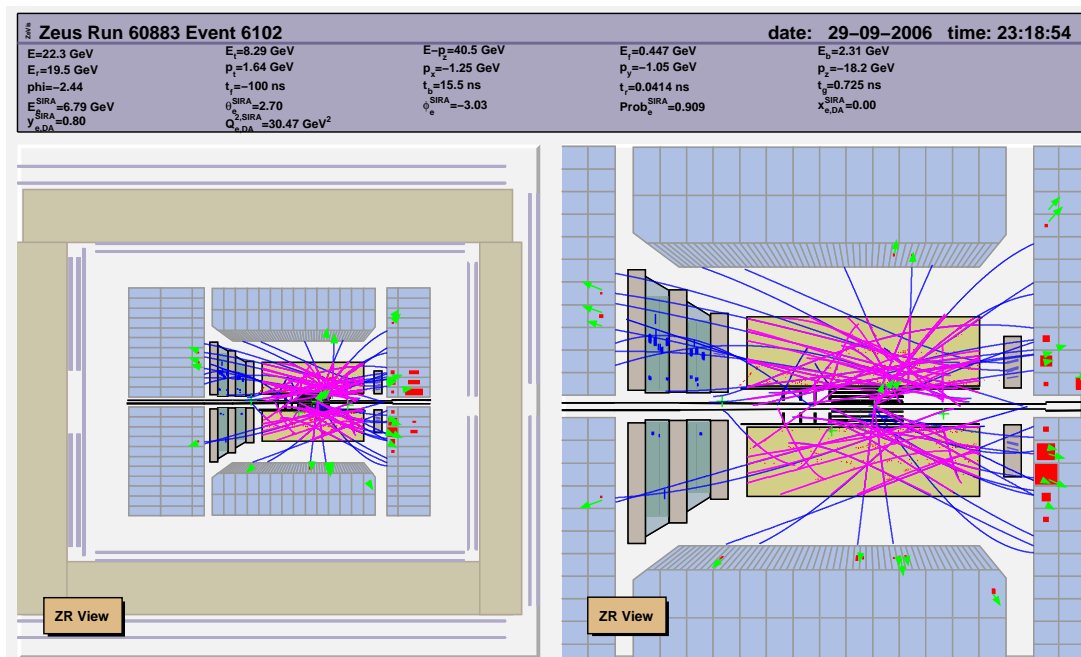 ZeVis Zeus Run 60883 Event 6102 date: 29−09−2006 time: 23:18:54
E=22.3 GeV E_t=8.29 GeV E−p_z=40.5 GeV E_f=0.447 GeV E_b=2.31 GeV
E_r=19.5 GeV p_t=1.64 GeV p_x=−1.25 GeV p_y=−1.05 GeV p_z=−18.2 GeV
phi=−2.44 t_f=−100 ns t_b=15.5 ns t_r=0.0414 ns t_g=0.725 ns
E_e^SIRA=6.79 GeV θ_e^SIRA=2.70 ϕ_e^SIRA=−3.03 Prob_e^SIRA=0.909 x_e,DA^SIRA=0.00
y_e,DA^SIRA=0.80 Q_e,DA^2,SIRA=30.47 GeV²
ZR View ZR View